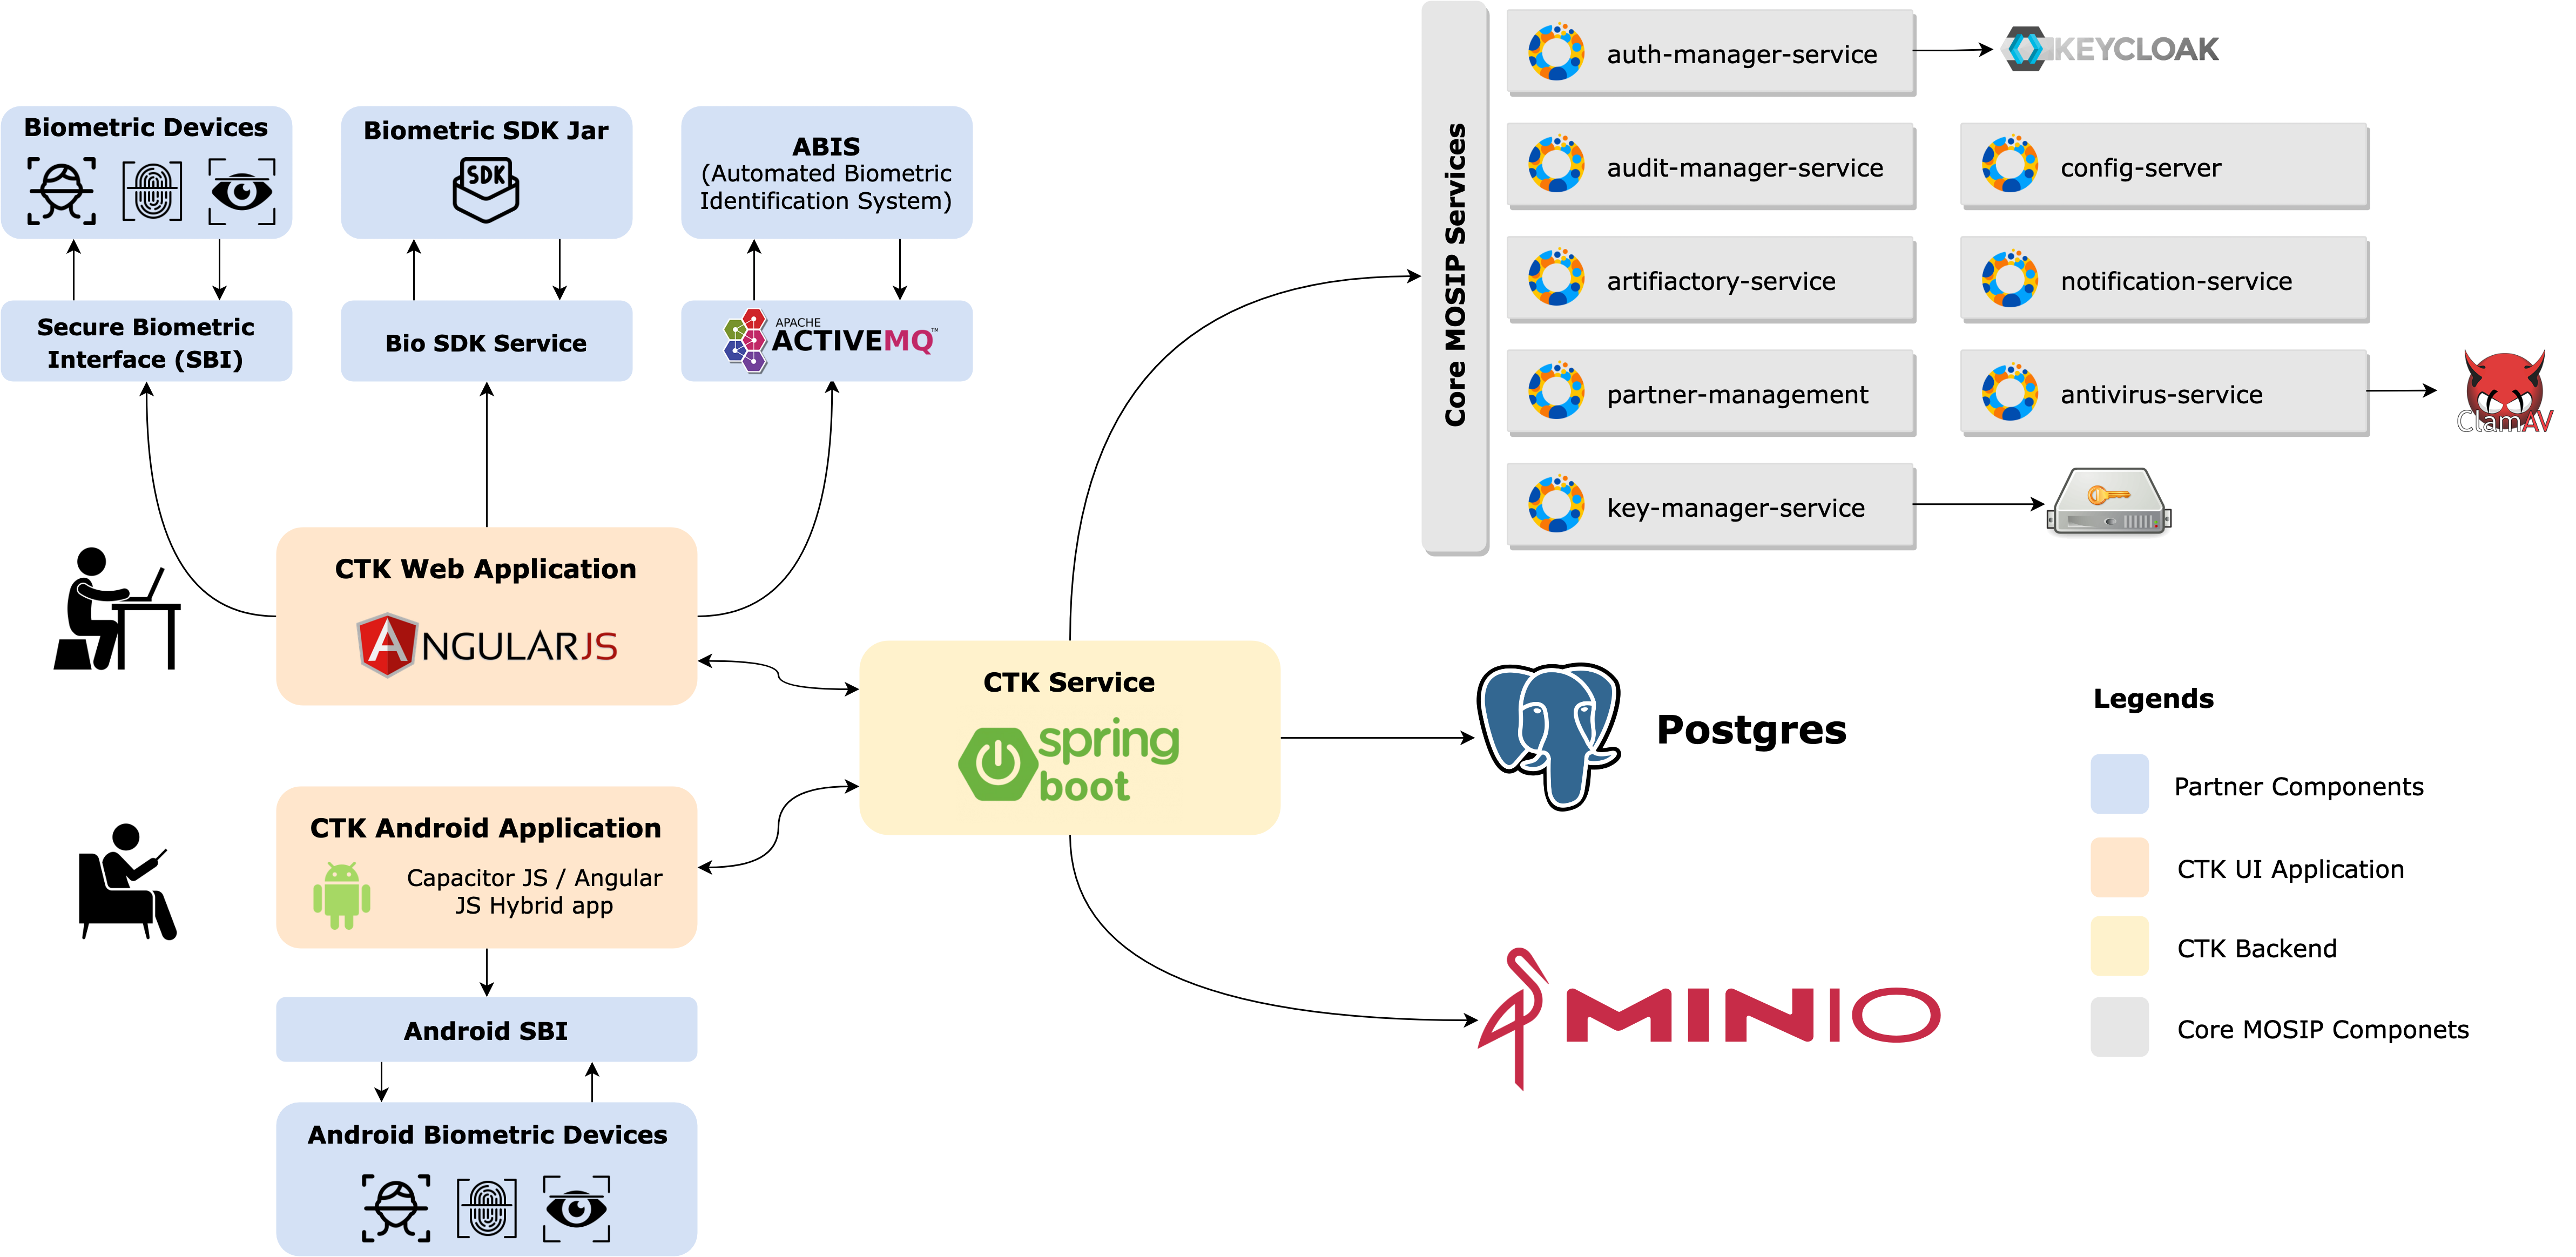 Biometric Devices
Secure Biometric
Interface (SBI)
Biometric SDK Jar
SDK
Bio SDK Service
ABIS
(Automated Biometric
Identification System)
APACHE
ACTIVEMQ™
CTK Web Application
ANGULARJS
CTK Android Application
Capacitor JS / Angular
JS Hybrid app
Android SBI
Android Biometric Devices
CTK Service
spring
boot
Core MOSIP Services
auth-manager-service
KEYCLOAK
audit-manager-service
config-server
artifiactory-service
notification-service
partner-management
antivirus-service
ClamAV
key-manager-service
Postgres
MINIO
Legends
Partner Components
CTK UI Application
CTK Backend
Core MOSIP Componets